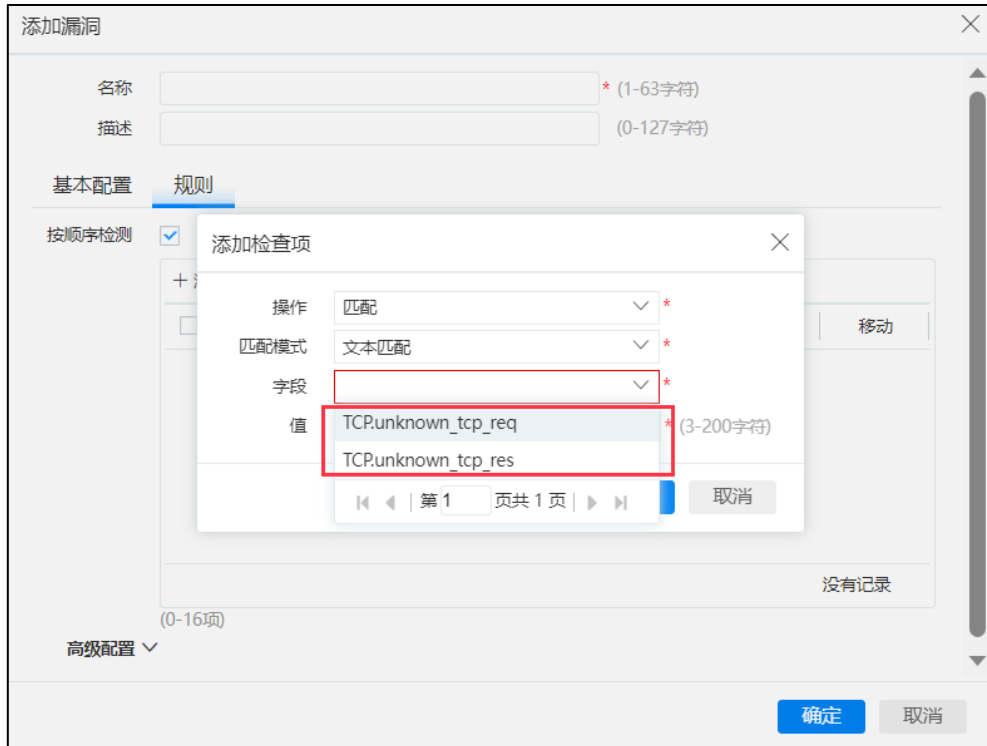 添加漏洞
名称 * (1-63字符)
描述 (0-127字符)
基本配置 规则
按顺序检测
添加检查项
操作 匹配 *
匹配模式 文本匹配 *
字段 *
值 * (3-200字符)
TCP.unknown_tcp_req
TCP.unknown_tcp_res
第 1 页共 1 页
取消
移动
没有记录
(0-16项)
高级配置
确定 取消